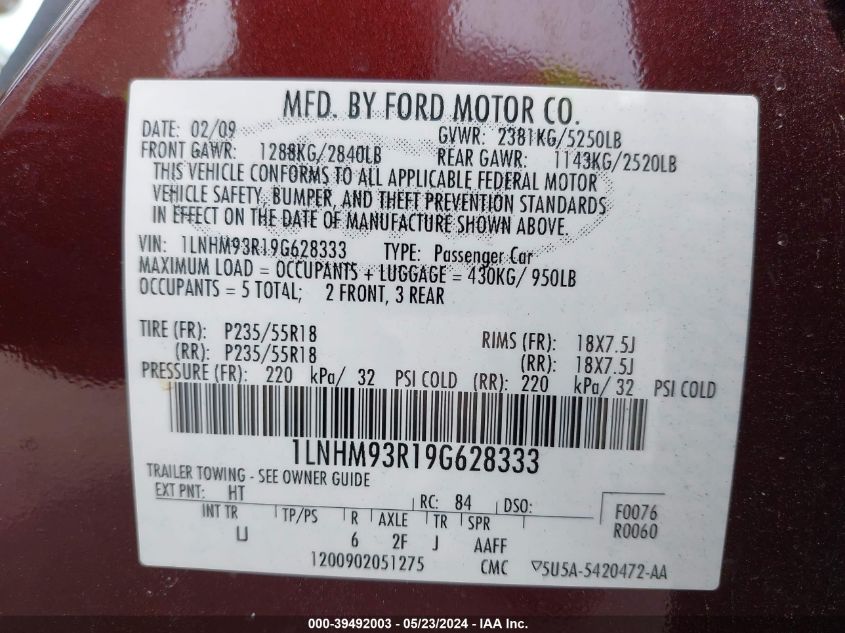 MFD. BY FORD MOTOR CO.
DATE: 02/09 GVWR: 2381KG/5250LB
FRONT GAWR: 1288KG/2840LB REAR GAWR: 1143KG/2520LB
THIS VEHICLE CONFORMS TO ALL APPLICABLE FEDERAL MOTOR
VEHICLE SAFETY, BUMPER, AND THEFT PREVENTION STANDARDS
IN EFFECT ON THE DATE OF MANUFACTURE SHOWN ABOVE.
VIN: 1LNHM93R19G628333 TYPE: Passenger Car
MAXIMUM LOAD = OCCUPANTS + LUGGAGE = 430KG/ 950LB
OCCUPANTS = 5 TOTAL; 2 FRONT, 3 REAR
TIRE (FR): P235/55R18 RIMS (FR): 18X7.5J
(RR): P235/55R18 (RR): 18X7.5J
PRESSURE (FR): 220 kPa/ 32 PSI COLD (RR): 220 kPa/ 32 PSI COLD
1LNHM93R19G628333
TRAILER TOWING - SEE OWNER GUIDE
EXT PNT: HT RC: 84 DSO: F0076
R0060
INT TR TP/PS R AXLE TR SPR
U 6 2F J AAFF
1200902051275 CMC 5U5A-5420472-AA
000-39492003 - 05/23/2024 - IAA Inc.